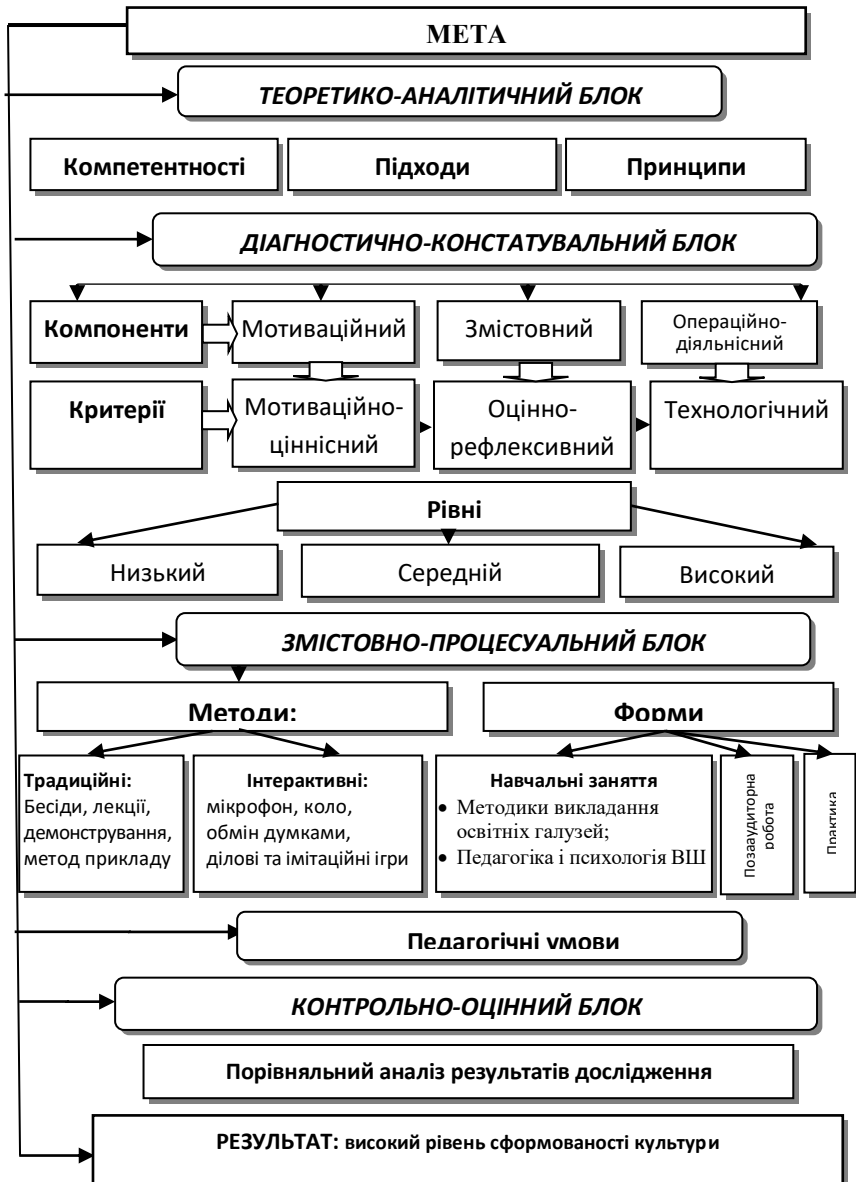 МЕТА
ТЕОРЕТИКО-АНАЛІТИЧНИЙ БЛОК
Компетентності
Підходи
Принципи
ДІАГНОСТИЧНО-КОНСТАТУВАЛЬНИЙ БЛОК
Компоненти
Мотиваційний
Змістовний
Операційно-
діяльнісний
Критерії
Мотиваційно-
ціннісний
Оцінно-
рефлексивний
Технологічний
Рівні
Низький
Середній
Високий
ЗМІСТОВНО-ПРОЦЕСУАЛЬНИЙ БЛОК
Методи:
Форми
Традиційні:
Бесіди, лекції,
демонстрування,
метод прикладу
Інтерактивні:
мікрофон, коло,
обмін думками,
ділові та імітаційні ігри
Навчальні заняття
• Методики викладання
освітніх галузей;
• Педагогіка і психологія ВШ
Позааудиторна
робота
Практика
Педагогічні умови
КОНТРОЛЬНО-ОЦІННИЙ БЛОК
Порівняльний аналіз результатів дослідження
РЕЗУЛЬТАТ: високий рівень сформованості культури